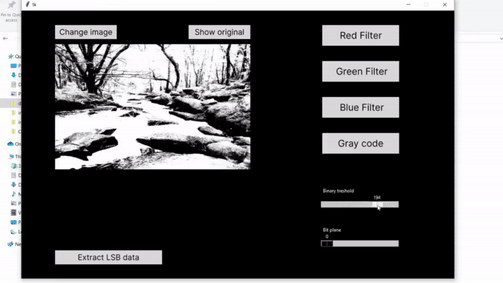 Change image
Show original
Red Filter
Green Filter
Blue Filter
Gray code
Binary treshold
194
Bit plane
0
Extract LSB data